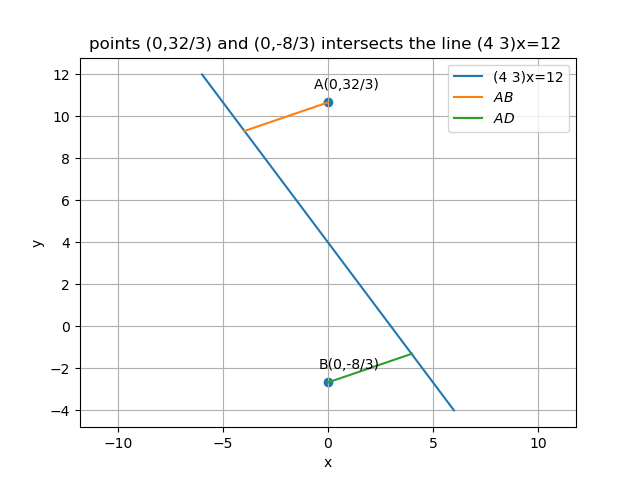 points (0,32/3) and (0,-8/3) intersects the line (4 3)x=12
12
10
8
6
4
2
0
−2
−4
y
A(0,32/3)
B(0,-8/3)
(4 3)x=12
AB
AD
−10
−5
0
5
10
x